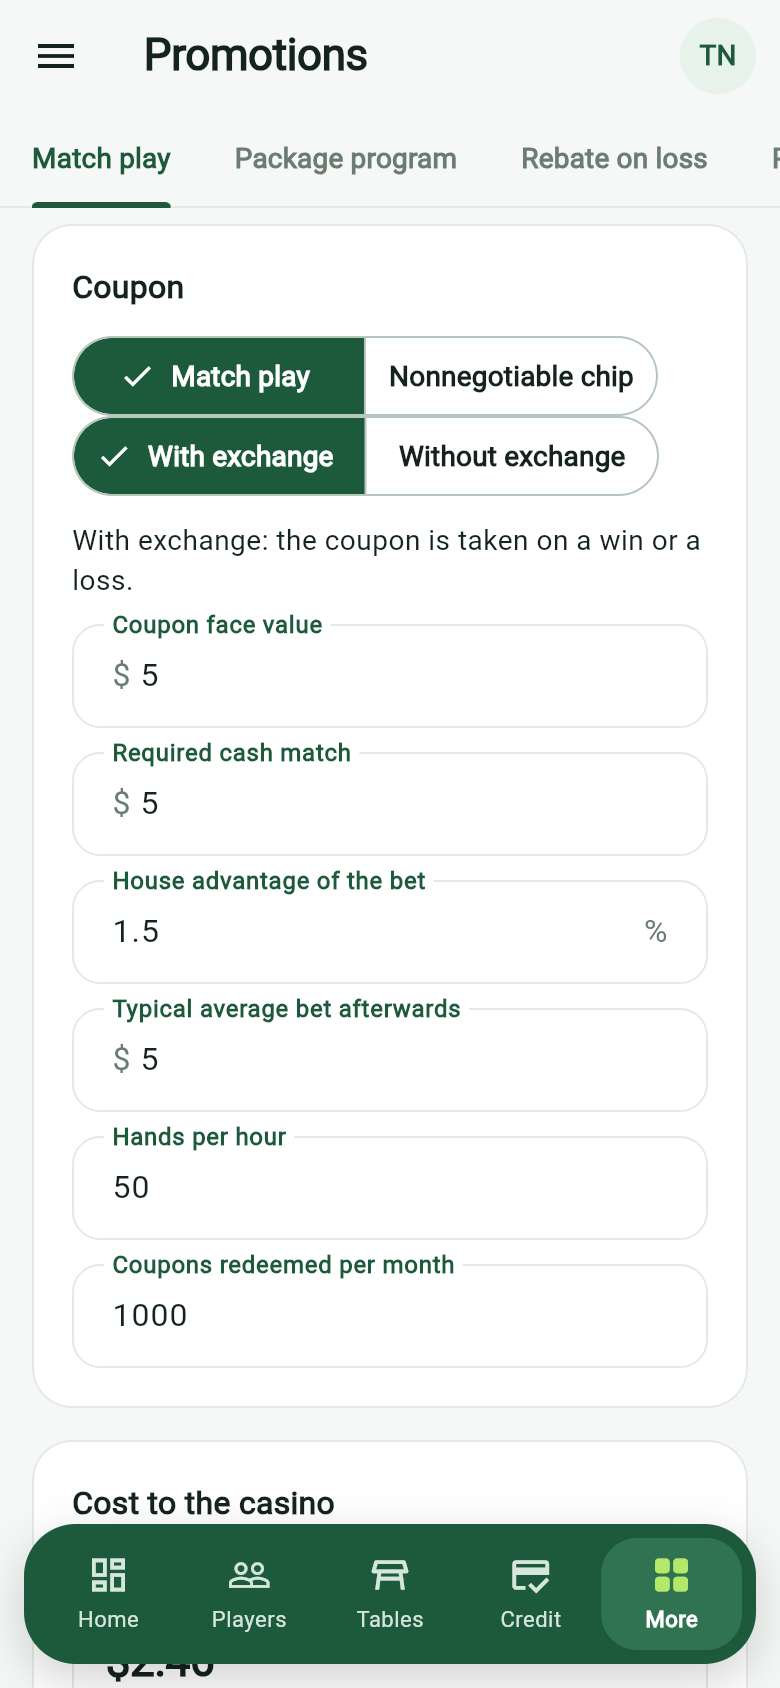 Promotions
TN
Match play
Package program
Rebate on loss
Coupon
Match play
Nonnegotiable chip
With exchange
Without exchange
With exchange: the coupon is taken on a win or a
loss.
Coupon face value
$ 5
Required cash match
$ 5
House advantage of the bet
1.5
%
Typical average bet afterwards
$ 5
Hands per hour
50
Coupons redeemed per month
1000
Cost to the casino
Home
Players
Tables
Credit
More